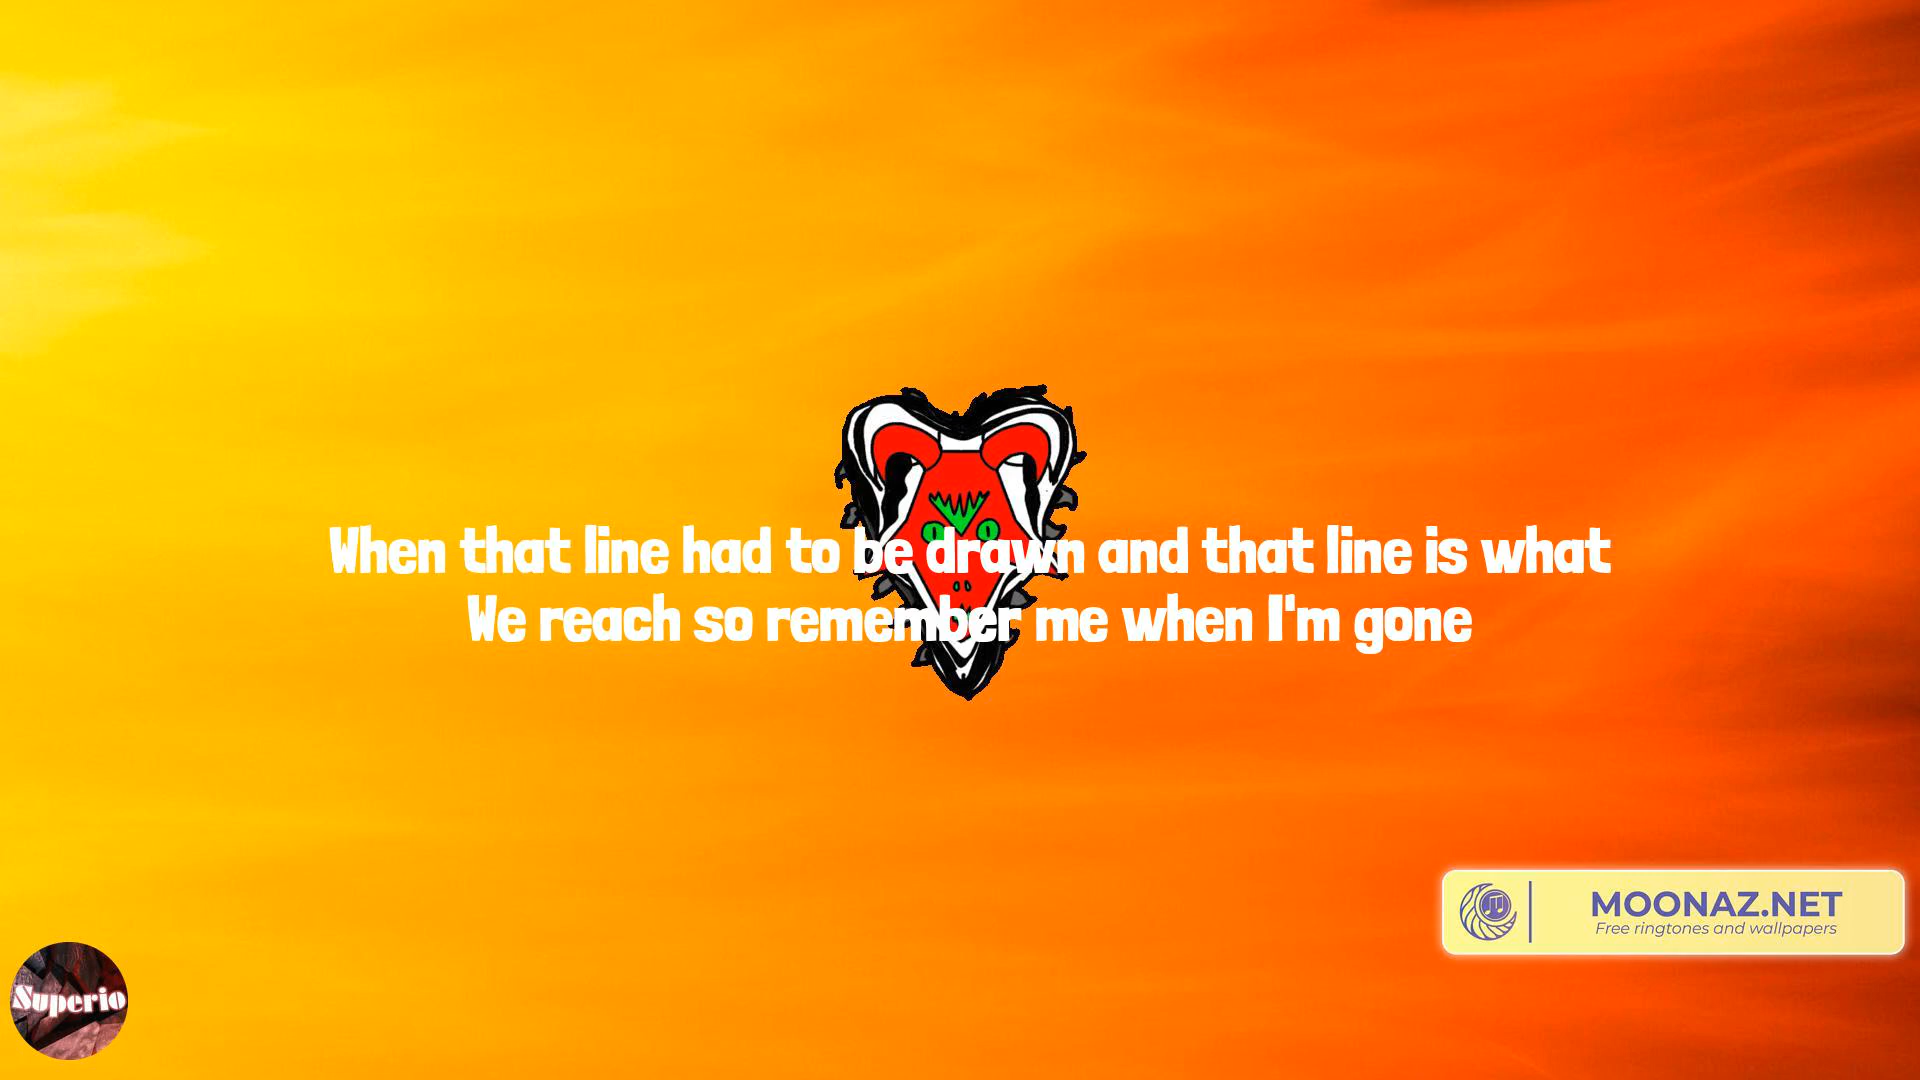 When that line had to be drawn and that line is what
We reach so remember me when I'm gone
MOONAZ.NET
Free ringtones and wallpapers
Superio